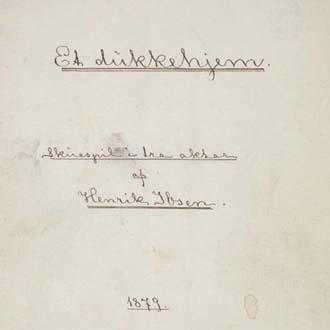 Et dukkehjem.
Skuespil i tre akter
af
Henrik Ibsen.
1879.